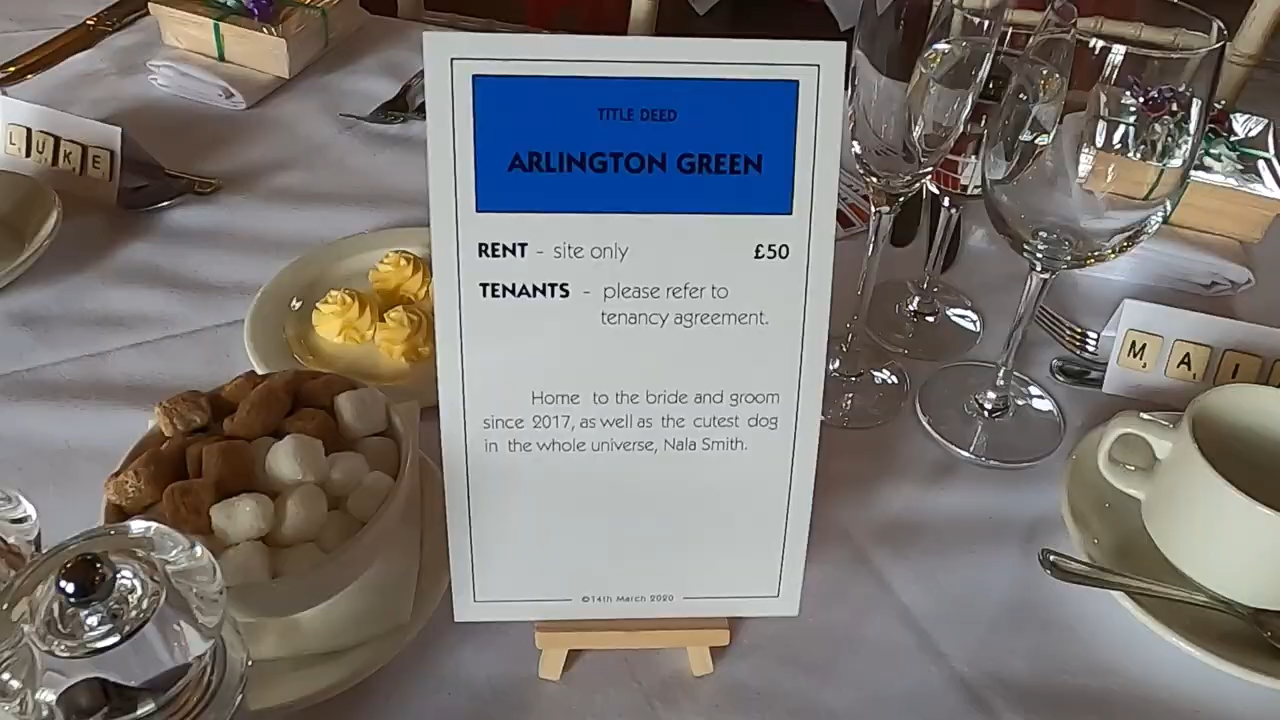 LUKE
TITLE DEED
ARLINGTON GREEN
RENT - site only £50
TENANTS - please refer to
tenancy agreement.
Home to the bride and groom
since 2017, as well as the cutest dog
in the whole universe, Nala Smith.
©14th March 2020
MAI